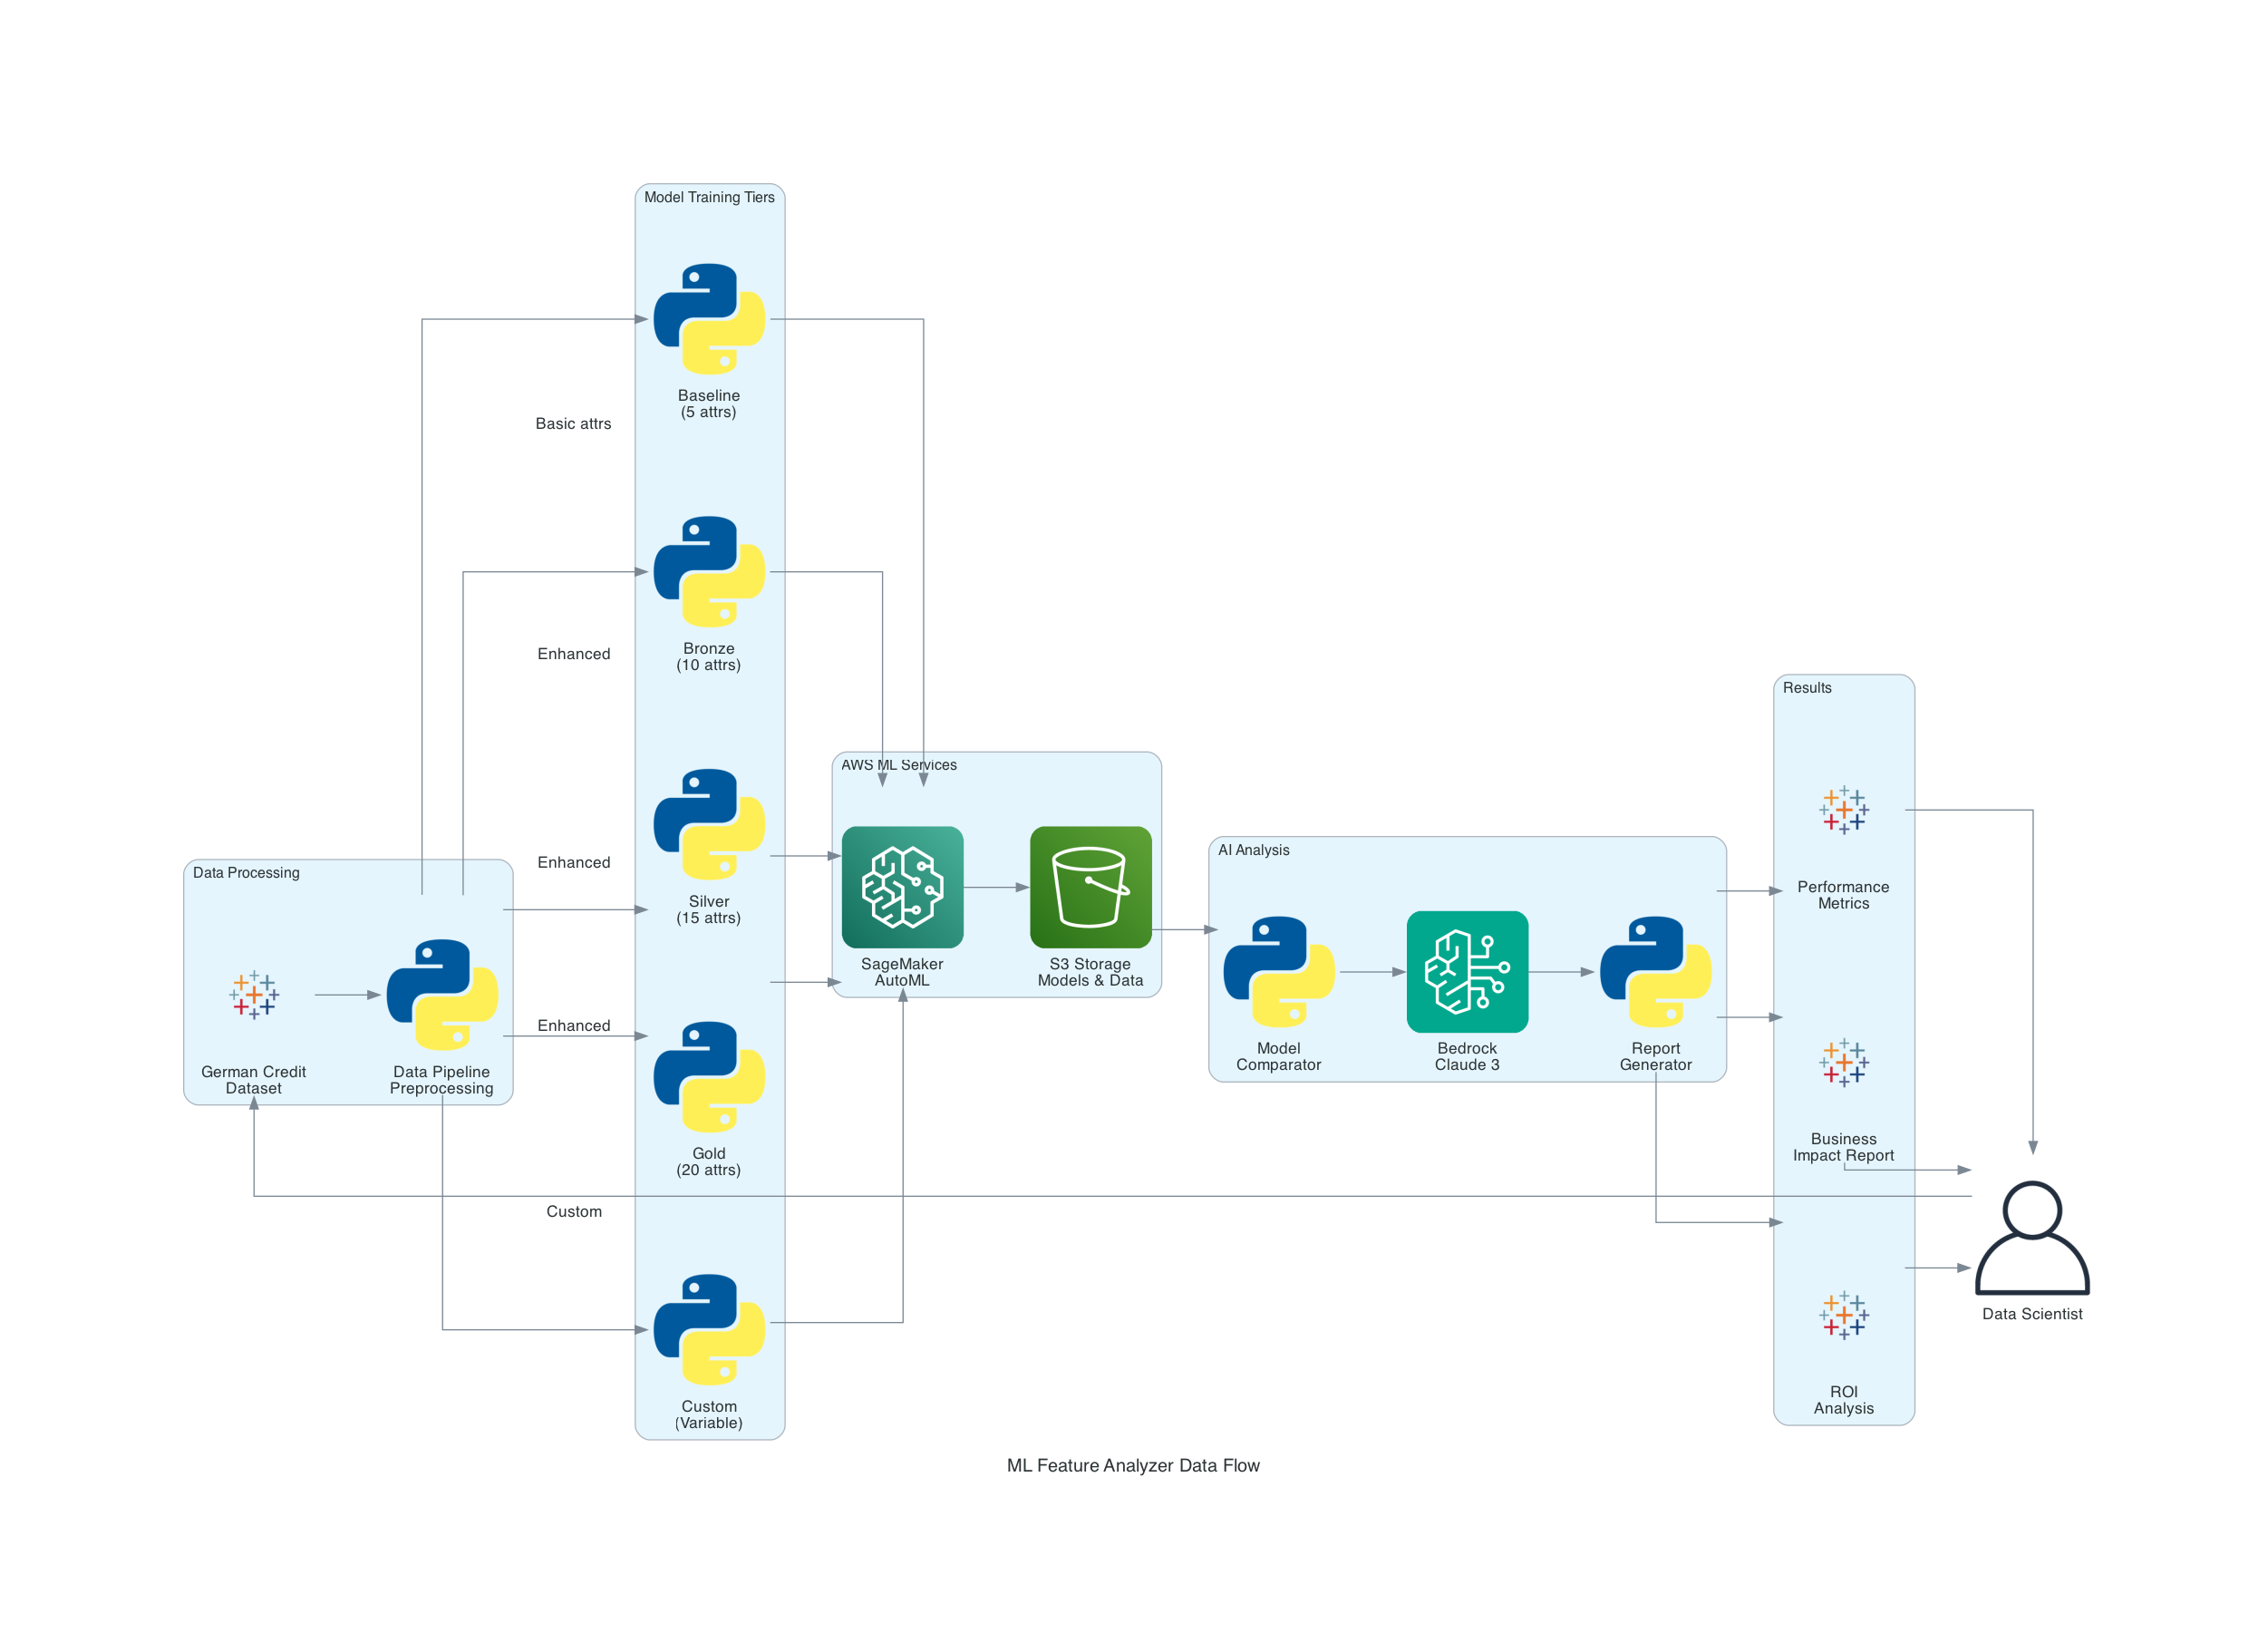 Model Training Tiers
Baseline
(5 attrs)
Basic attrs
Bronze
(10 attrs)
Enhanced
Silver
(15 attrs)
Enhanced
Gold
(20 attrs)
Enhanced
Custom
Custom
(Variable)
Data Processing
German Credit
Dataset
Data Pipeline
Preprocessing
AWS ML Services
SageMaker
AutoML
S3 Storage
Models & Data
AI Analysis
Model
Comparator
Bedrock
Claude 3
Report
Generator
Results
Performance
Metrics
Business
Impact Report
ROI
Analysis
Data Scientist
ML Feature Analyzer Data Flow